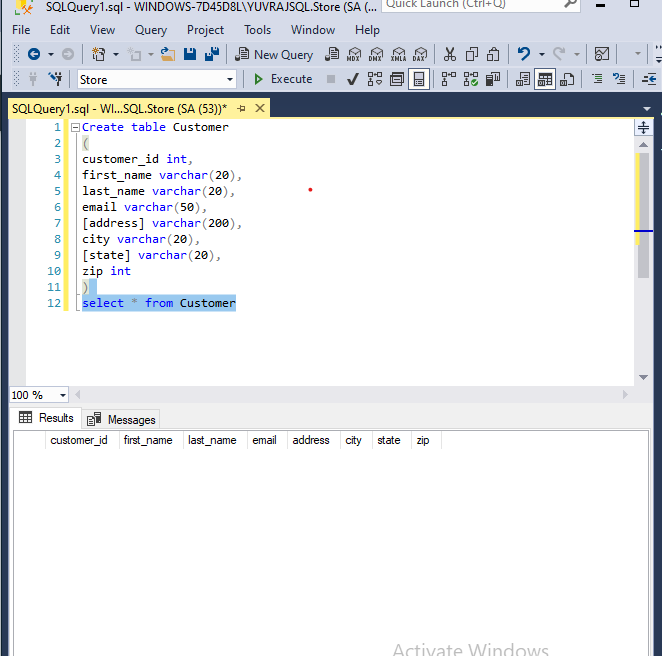 SQLQuery1.sql - WINDOWS-7D45D8L\YUVRAJSQL.Store (SA (...
Quick Launch (Ctrl+Q)
File Edit View Query Project Tools Window Help
New Query MDX DMX XMLA DAX
Store Execute
SQLQuery1.sql - WI...SQL.Store (SA (53))*
1 Create table Customer
2 (
3 customer_id int,
4 first_name varchar(20),
5 last_name varchar(20),
6 email varchar(50),
7 [address] varchar(200),
8 city varchar(20),
9 [state] varchar(20),
10 zip int
11 )
12 select * from Customer
100 %
Results Messages
customer_id first_name last_name email address city state zip
Activate Windows